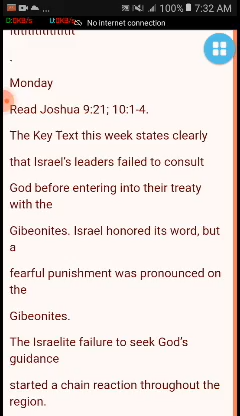 100% 7:32 AM
0:0KB/s U:0KB/s No internet connection
.
Monday
Read Joshua 9:21; 10:1-4.
The Key Text this week states clearly
that Israel's leaders failed to consult
God before entering into their treaty
with the
Gibeonites. Israel honored its word, but
a
fearful punishment was pronounced on
the
Gibeonites.
The Israelite failure to seek God's
guidance
started a chain reaction throughout the
region.